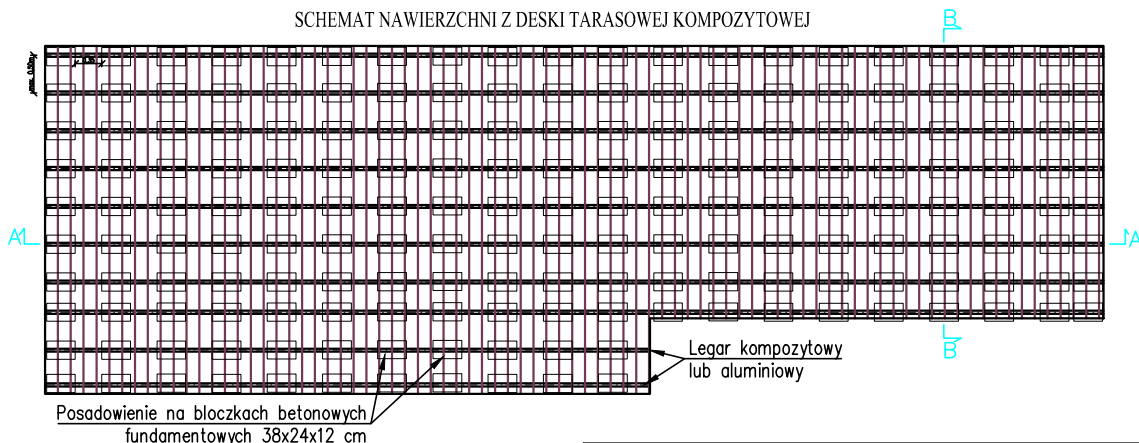 SCHEMAT NAWIERZCHNI Z DESKI TARASOWEJ KOMPOZYTOWEJ
B
A
A
B
Legar kompozytowy
lub aluminiowy
Posadowienie na bloczkach betonowych
fundamentowych 38x24x12 cm